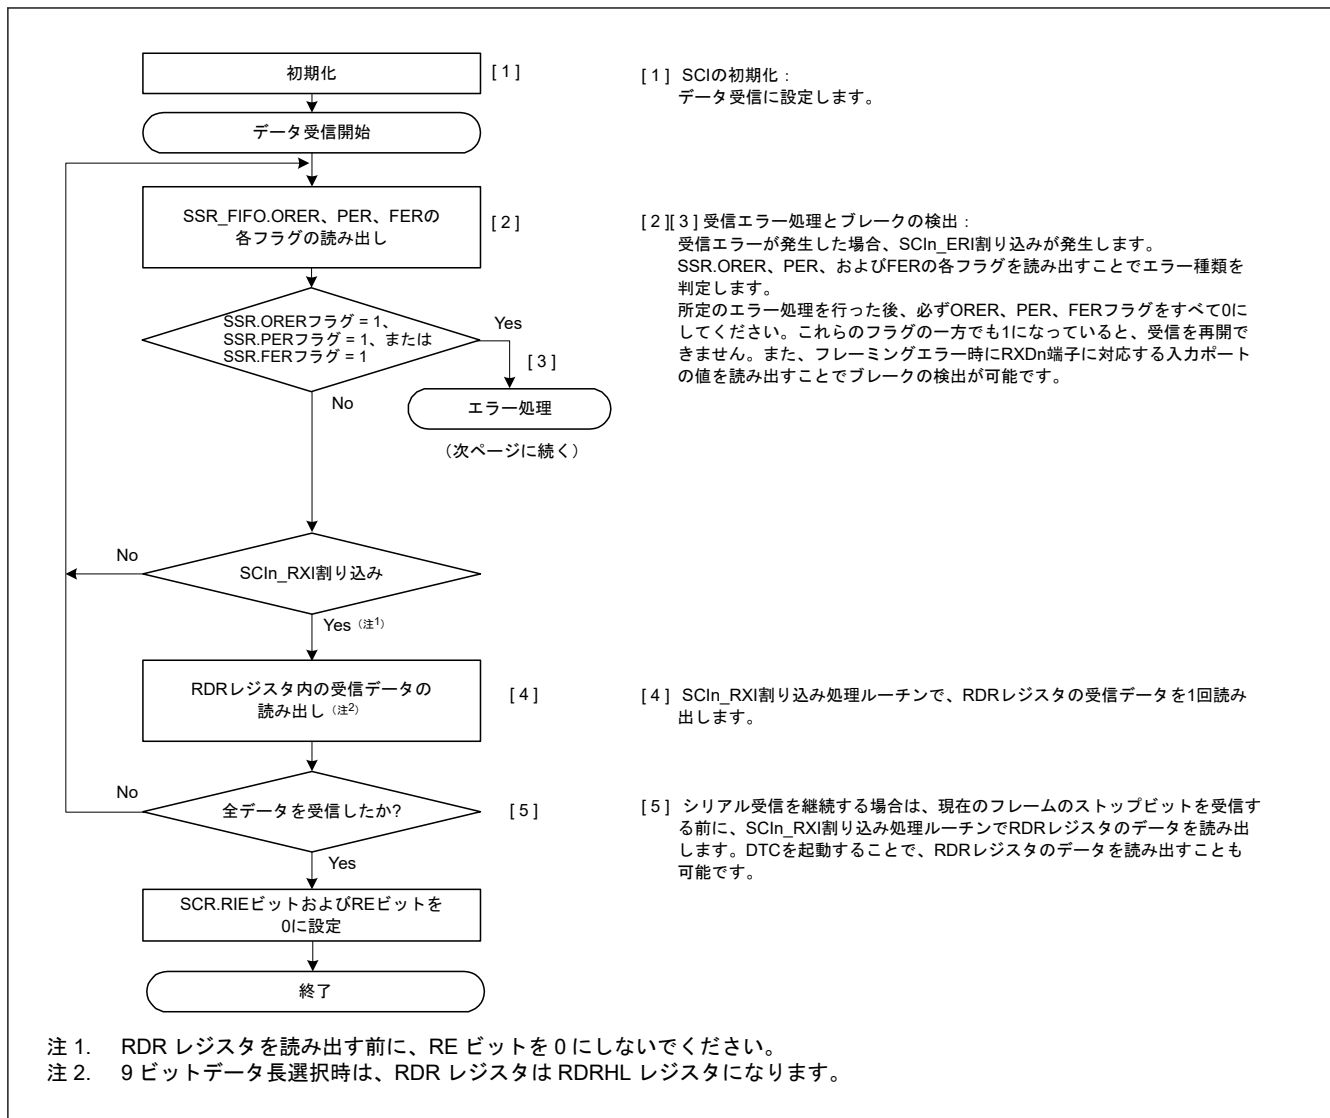 初期化
[ 1 ]
[ 1 ] SCIの初期化：
データ受信に設定します。
データ受信開始
SSR_FIFO.ORER、PER、FERの
各フラグの読み出し
[ 2 ]
[ 2 ][ 3 ] 受信エラー処理とブレークの検出：
受信エラーが発生した場合、SCIn_ERI割り込みが発生します。
SSR.ORER、PER、およびFERの各フラグを読み出すことでエラー種類を
判定します。
所定のエラー処理を行った後、必ずORER、PER、FERフラグをすべて0に
してください。これらのフラグの一方でも1になっていると、受信を再開で
きません。また、フレーミングエラー時にRXDn端子に対応する入力ポート
の値を読み出すことでブレークの検出が可能です。
SSR.ORERフラグ = 1、
SSR.PERフラグ = 1、または
SSR.FERフラグ = 1
Yes
[ 3 ]
No
エラー処理
（次ページに続く）
No
SCIn_RXI割り込み
Yes（注1）
RDRレジスタ内の受信データの
読み出し（注2）
[ 4 ]
[ 4 ] SCIn_RXI割り込み処理ルーチンで、RDRレジスタの受信データを1回読み
出します。
No
全データを受信したか?
[ 5 ]
[ 5 ] シリアル受信を継続する場合は、現在のフレームのストップビットを受信す
る前に、SCIn_RXI割り込み処理ルーチンでRDRレジスタのデータを読み出
します。DTCを起動することで、RDRレジスタのデータを読み出すことも
可能です。
Yes
SCR.RIEビットおよびREビットを
0に設定
終了
注 1. RDR レジスタを読み出す前に、RE ビットを 0 にしないでください。
注 2. 9 ビットデータ長選択時は、RDR レジスタは RDRHL レジスタになります。